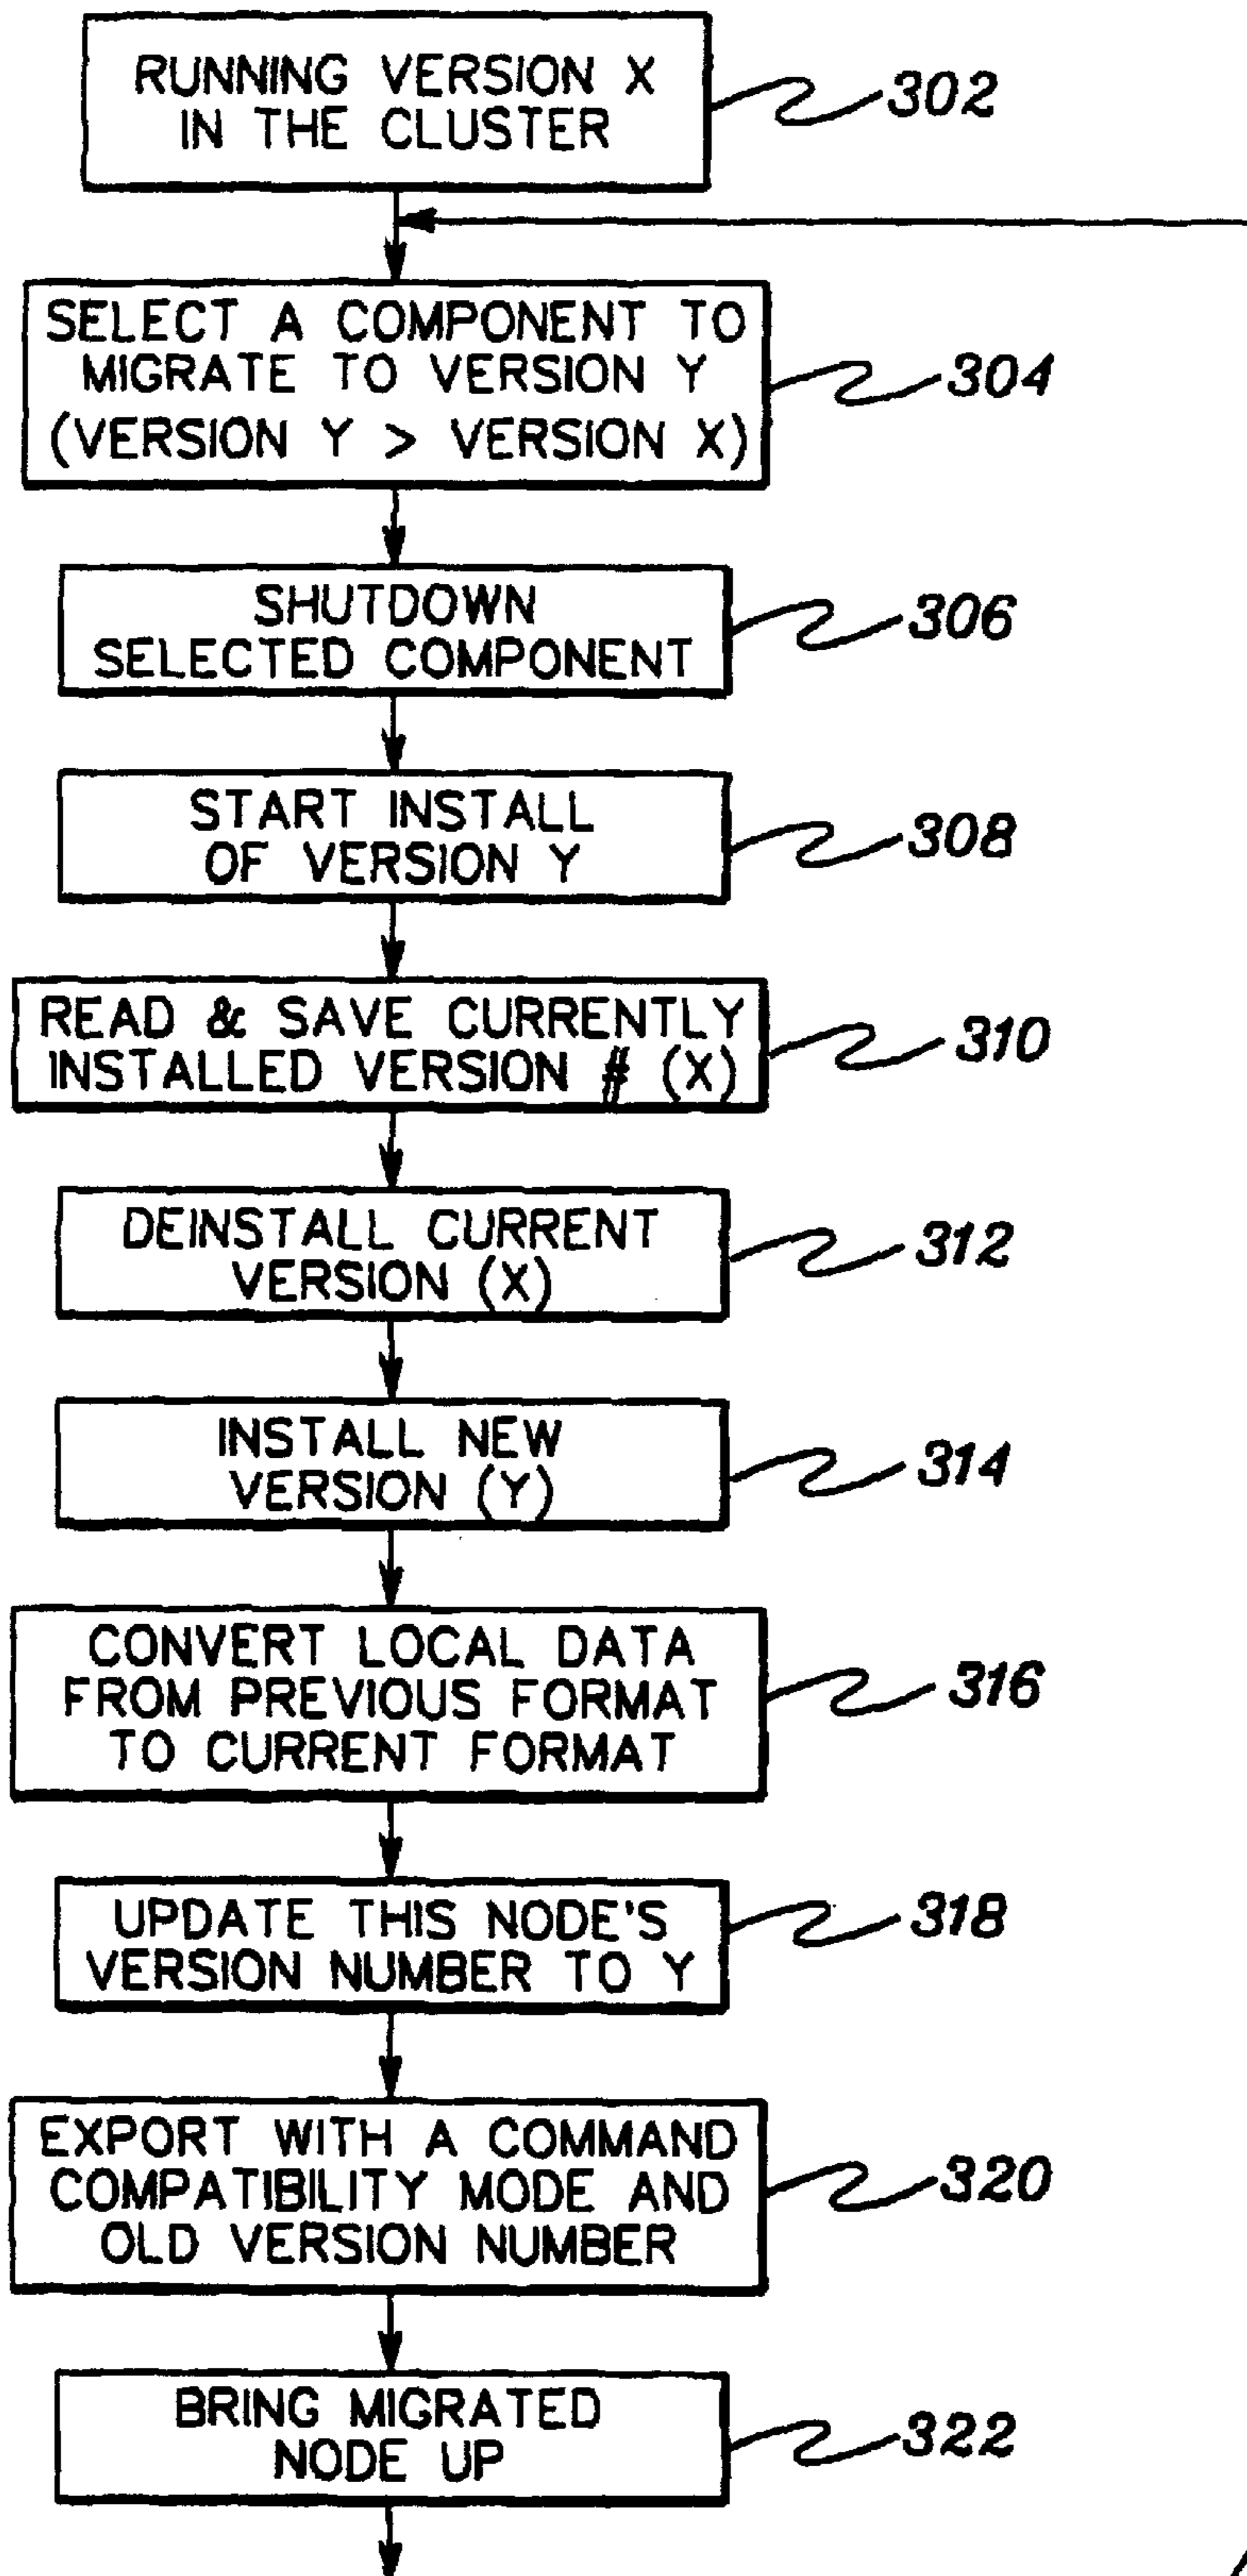 RUNNING VERSION X
IN THE CLUSTER
302
SELECT A COMPONENT TO
MIGRATE TO VERSION Y
(VERSION Y > VERSION X)
304
SHUTDOWN
SELECTED COMPONENT
306
START INSTALL
OF VERSION Y
308
READ & SAVE CURRENTLY
INSTALLED VERSION # (X)
310
DEINSTALL CURRENT
VERSION (X)
312
INSTALL NEW
VERSION (Y)
314
CONVERT LOCAL DATA
FROM PREVIOUS FORMAT
TO CURRENT FORMAT
316
UPDATE THIS NODE'S
VERSION NUMBER TO Y
318
EXPORT WITH A COMMAND
COMPATIBILITY MODE AND
OLD VERSION NUMBER
320
BRING MIGRATED
NODE UP
322